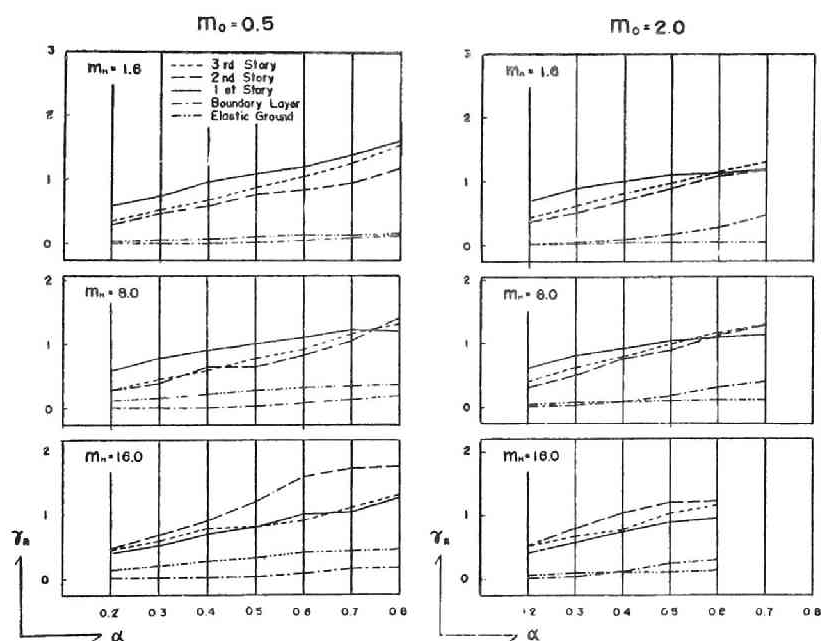 m₀ = 0.5
3
2
1
0
mₙ = 1.6
3 rd Story
2nd Story
1 st Story
Boundary Layer
Elastic Ground
2
1
0
mₙ = 8.0
2
1
0
mₙ = 16.0
0.2 0.3 0.4 0.5 0.6 0.7 0.8
α
m₀ = 2.0
3
2
1
0
mₙ = 1.6
2
1
0
mₙ = 8.0
2
1
0
mₙ = 16.0
0.3 0.4 0.5 0.6 0.7 0.8
α